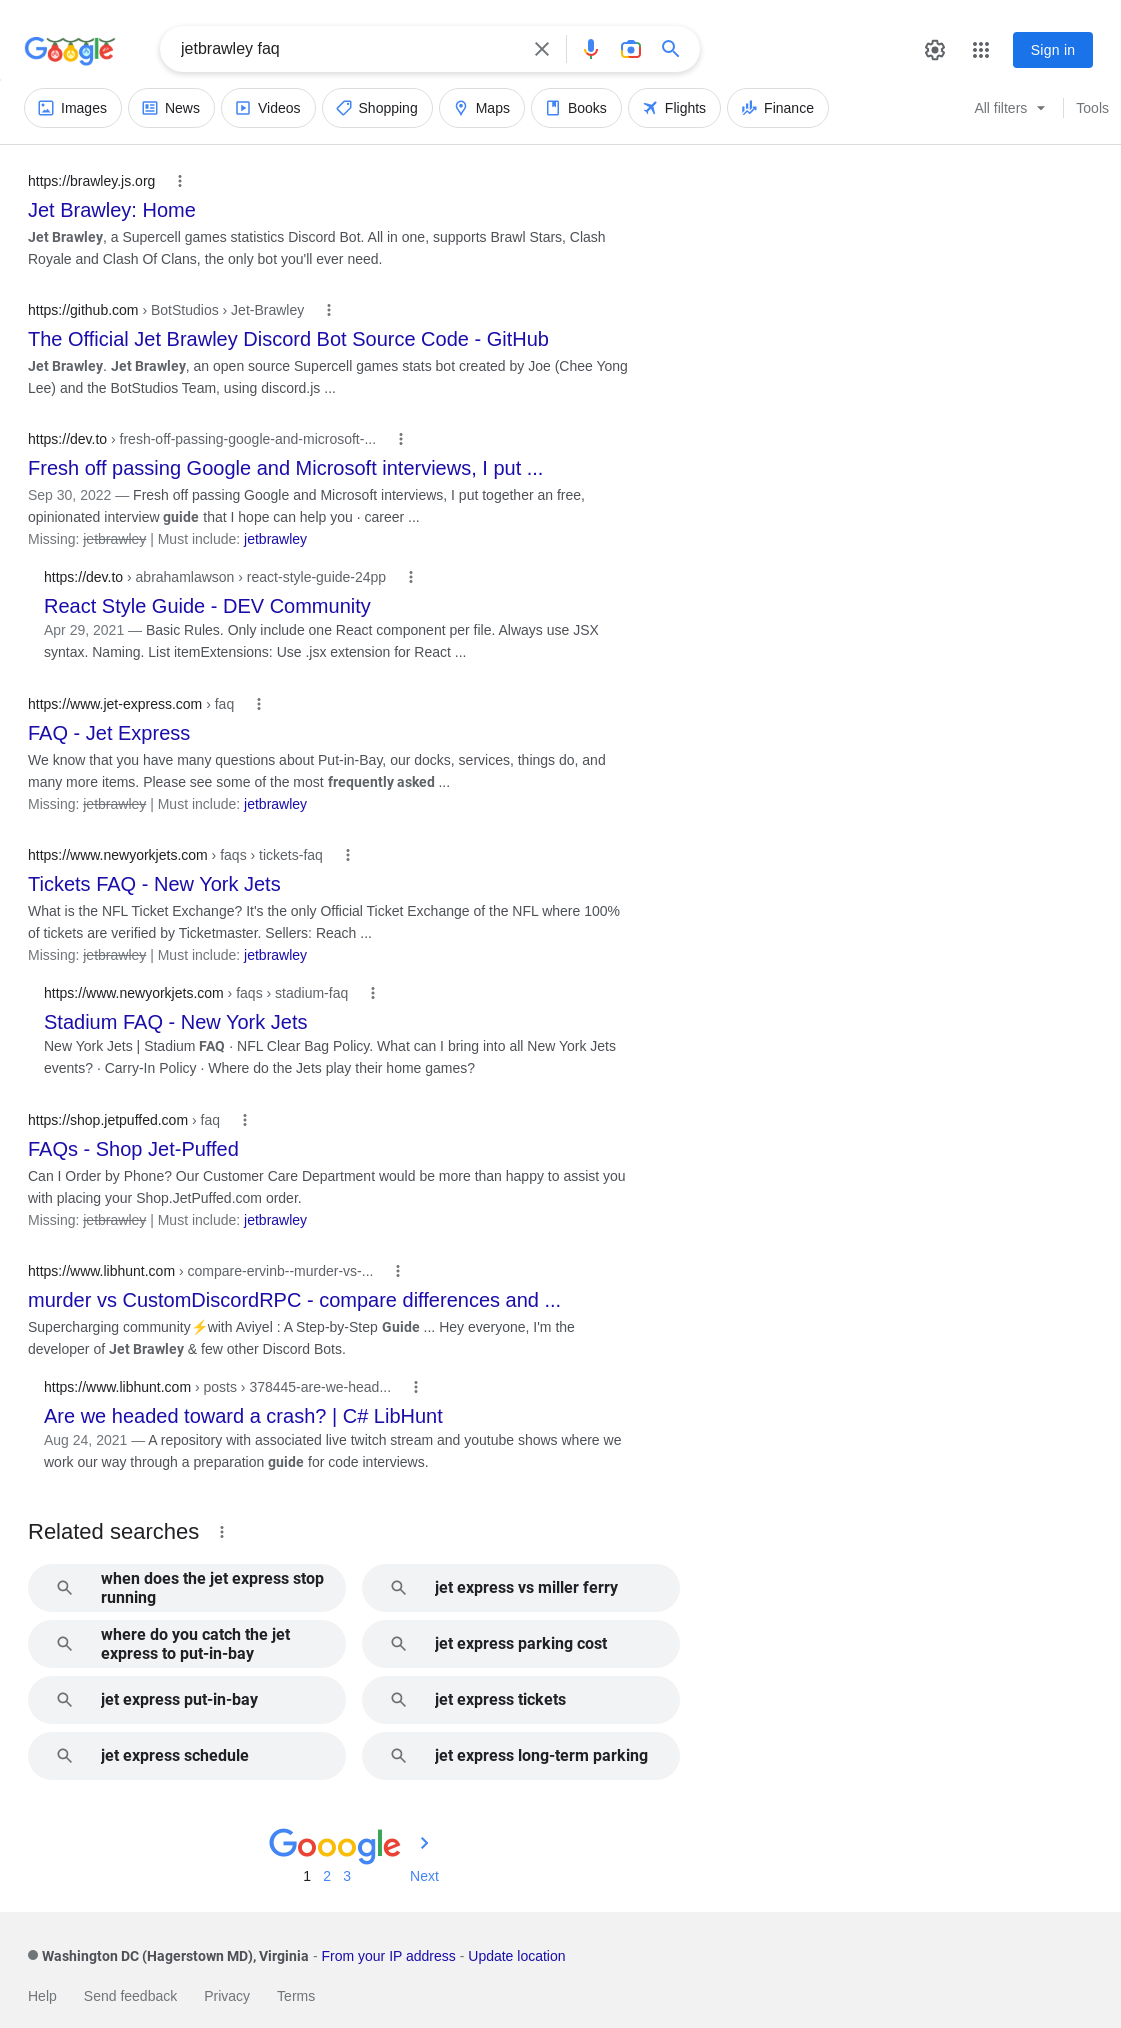 Google
jetbrawley faq
Sign in
Images
News
Videos
Shopping
Maps
Books
Flights
Finance
All filters
Tools
https://brawley.js.org
Jet Brawley: Home
Jet Brawley, a Supercell games statistics Discord Bot. All in one, supports Brawl Stars, Clash
Royale and Clash Of Clans, the only bot you'll ever need.
https://github.com › BotStudios › Jet-Brawley
The Official Jet Brawley Discord Bot Source Code - GitHub
Jet Brawley. Jet Brawley, an open source Supercell games stats bot created by Joe (Chee Yong
Lee) and the BotStudios Team, using discord.js ...
https://dev.to › fresh-off-passing-google-and-microsoft-...
Fresh off passing Google and Microsoft interviews, I put ...
Sep 30, 2022 — Fresh off passing Google and Microsoft interviews, I put together an free,
opinionated interview guide that I hope can help you · career ...
Missing: jetbrawley | Must include: jetbrawley
https://dev.to › abrahamlawson › react-style-guide-24pp
React Style Guide - DEV Community
Apr 29, 2021 — Basic Rules. Only include one React component per file. Always use JSX
syntax. Naming. List itemExtensions: Use .jsx extension for React ...
https://www.jet-express.com › faq
FAQ - Jet Express
We know that you have many questions about Put-in-Bay, our docks, services, things do, and
many more items. Please see some of the most frequently asked ...
Missing: jetbrawley | Must include: jetbrawley
https://www.newyorkjets.com › faqs › tickets-faq
Tickets FAQ - New York Jets
What is the NFL Ticket Exchange? It's the only Official Ticket Exchange of the NFL where 100%
of tickets are verified by Ticketmaster. Sellers: Reach ...
Missing: jetbrawley | Must include: jetbrawley
https://www.newyorkjets.com › faqs › stadium-faq
Stadium FAQ - New York Jets
New York Jets | Stadium FAQ · NFL Clear Bag Policy. What can I bring into all New York Jets
events? · Carry-In Policy · Where do the Jets play their home games?
https://shop.jetpuffed.com › faq
FAQs - Shop Jet-Puffed
Can I Order by Phone? Our Customer Care Department would be more than happy to assist you
with placing your Shop.JetPuffed.com order.
Missing: jetbrawley | Must include: jetbrawley
https://www.libhunt.com › compare-ervinb--murder-vs-...
murder vs CustomDiscordRPC - compare differences and ...
Supercharging community⚡with Aviyel : A Step-by-Step Guide ... Hey everyone, I'm the
developer of Jet Brawley & few other Discord Bots.
https://www.libhunt.com › posts › 378445-are-we-head...
Are we headed toward a crash? | C# LibHunt
Aug 24, 2021 — A repository with associated live twitch stream and youtube shows where we
work our way through a preparation guide for code interviews.
Related searches
when does the jet express stop
running
jet express vs miller ferry
where do you catch the jet
express to put-in-bay
jet express parking cost
jet express put-in-bay
jet express tickets
jet express schedule
jet express long-term parking
Gooogle
1 2 3 Next
Washington DC (Hagerstown MD), Virginia - From your IP address - Update location
Help Send feedback Privacy Terms